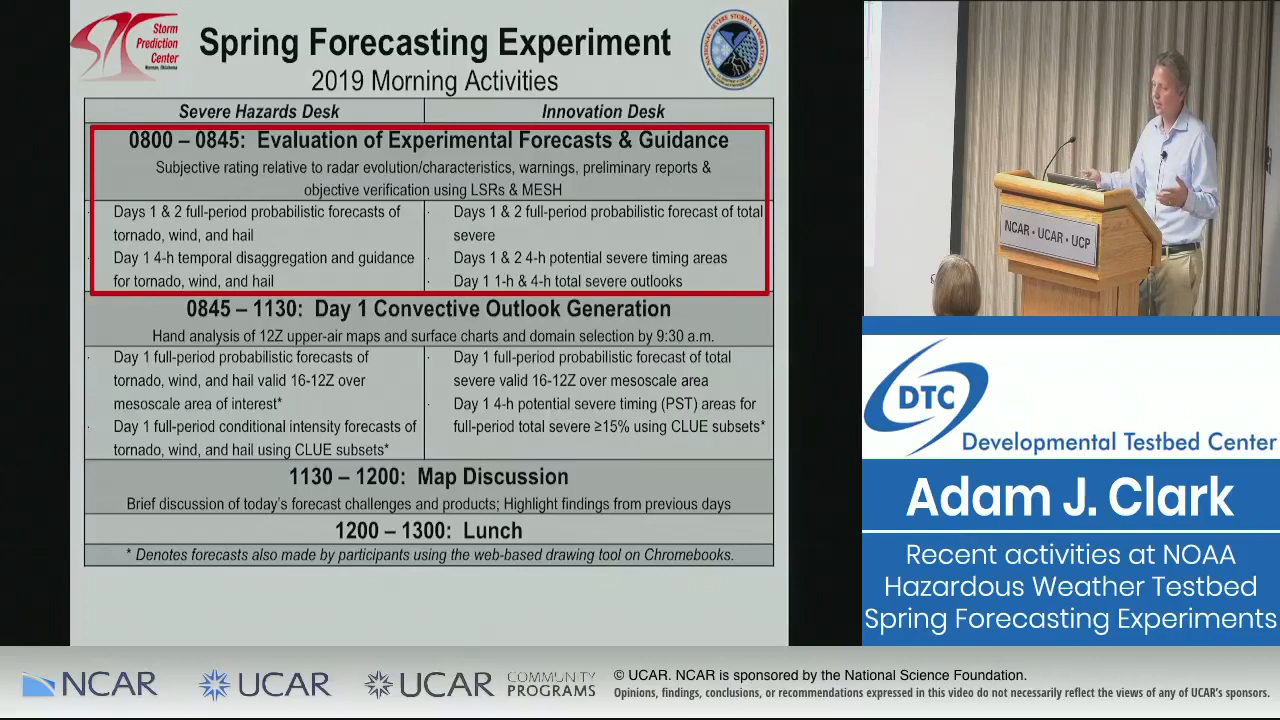 Storm
Prediction
Center
Norman, Oklahoma
Spring Forecasting Experiment
2019 Morning Activities
NATIONAL SEVERE STORMS LABORATORY
Severe Hazards Desk
Innovation Desk
0800 – 0845: Evaluation of Experimental Forecasts & Guidance
Subjective rating relative to radar evolution/characteristics, warnings, preliminary reports &
objective verification using LSRs & MESH
· Days 1 & 2 full-period probabilistic forecasts of
tornado, wind, and hail
· Day 1 4-h temporal disaggregation and guidance
for tornado, wind, and hail
· Days 1 & 2 full-period probabilistic forecast of total
severe
· Days 1 & 2 4-h potential severe timing areas
· Day 1 1-h & 4-h total severe outlooks
0845 – 1130: Day 1 Convective Outlook Generation
Hand analysis of 12Z upper-air maps and surface charts and domain selection by 9:30 a.m.
· Day 1 full-period probabilistic forecasts of
tornado, wind, and hail valid 16-12Z over
mesoscale area of interest*
· Day 1 full-period conditional intensity forecasts of
tornado, wind, and hail using CLUE subsets*
· Day 1 full-period probabilistic forecast of total
severe valid 16-12Z over mesoscale area
· Day 1 4-h potential severe timing (PST) areas for
full-period total severe ≥15% using CLUE subsets*
1130 – 1200: Map Discussion
Brief discussion of today's forecast challenges and products; Highlight findings from previous days
1200 – 1300: Lunch
* Denotes forecasts also made by participants using the web-based drawing tool on Chromebooks.
NCAR • UCAR • UCP
DTC
Developmental Testbed Center
Adam J. Clark
Recent activities at NOAA
Hazardous Weather Testbed
Spring Forecasting Experiments
NCAR
UCAR
UCAR
COMMUNITY
PROGRAMS
© UCAR. NCAR is sponsored by the National Science Foundation.
Opinions, findings, conclusions, or recommendations expressed in this video do not necessarily reflect the views of any of UCAR's sponsors.